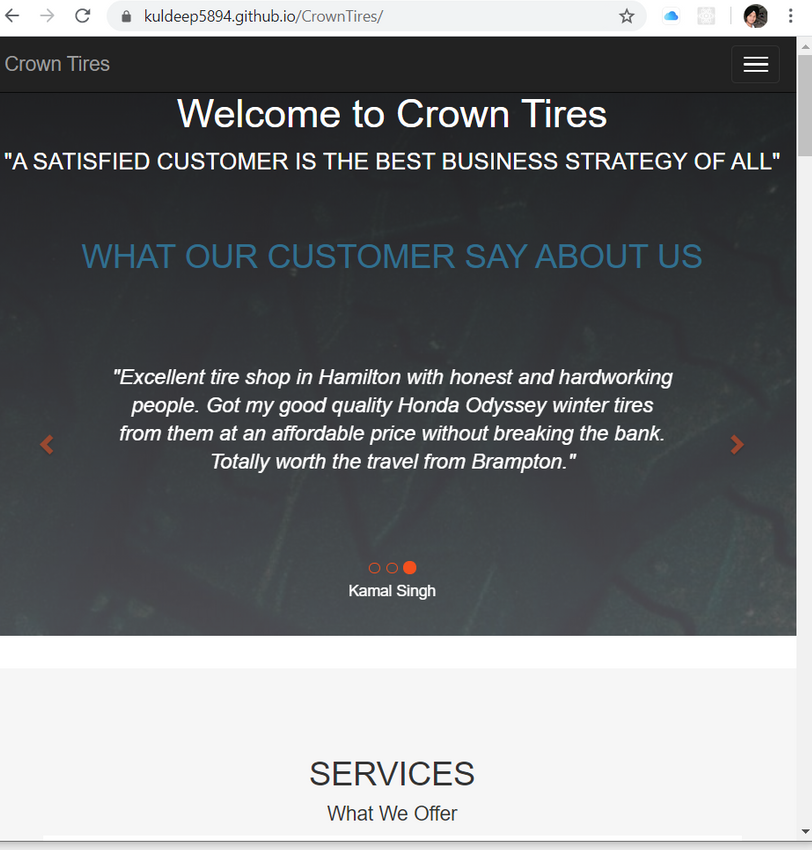 kuldeep5894.github.io/CrownTires/
Crown Tires
Welcome to Crown Tires
"A SATISFIED CUSTOMER IS THE BEST BUSINESS STRATEGY OF ALL"
WHAT OUR CUSTOMER SAY ABOUT US
"Excellent tire shop in Hamilton with honest and hardworking
people. Got my good quality Honda Odyssey winter tires
from them at an affordable price without breaking the bank.
Totally worth the travel from Brampton."
Kamal Singh
SERVICES
What We Offer